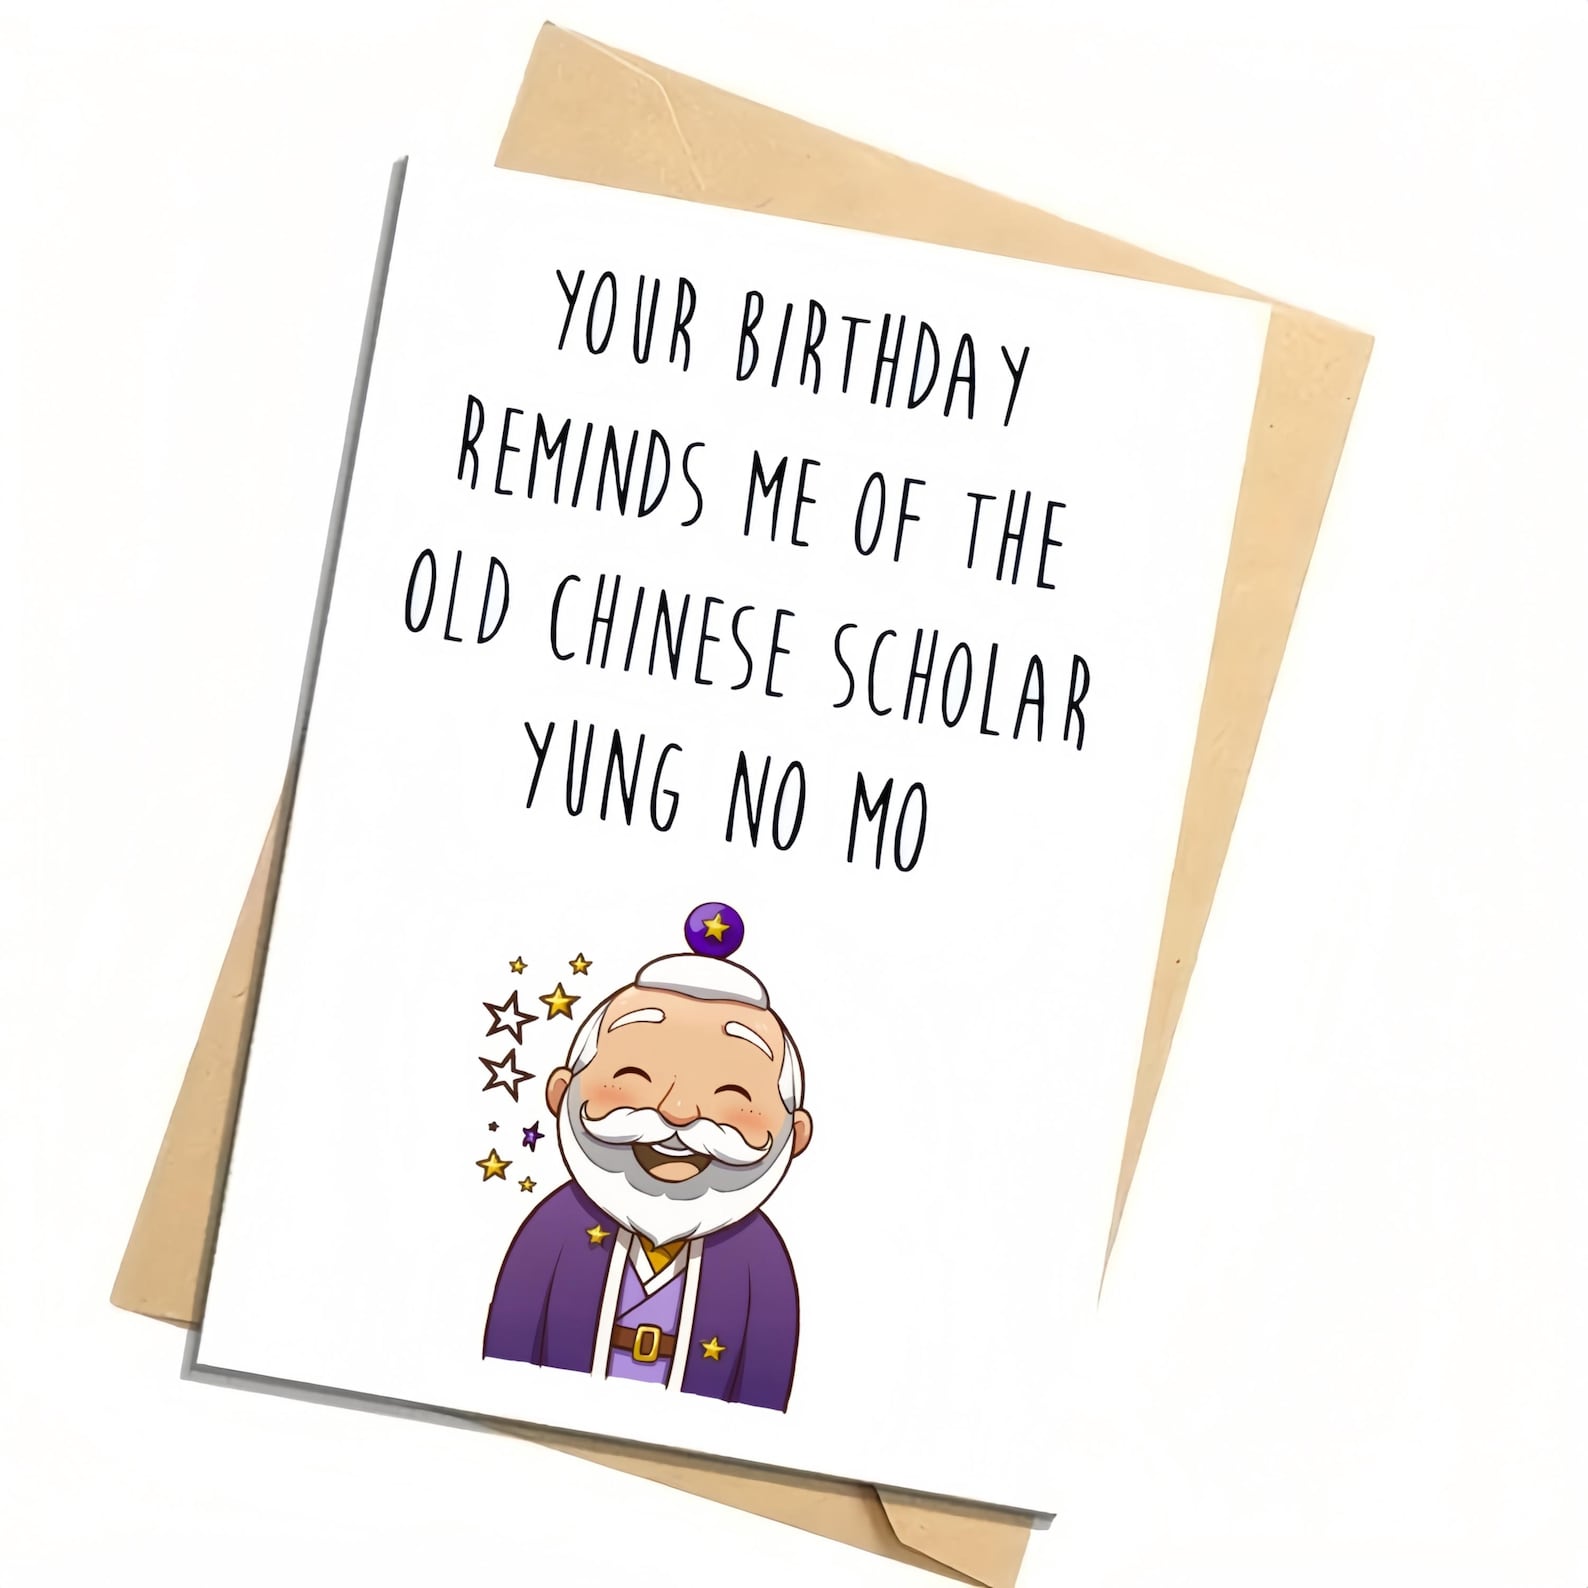 YOUR BIRTHDAY
REMINDS ME OF THE
OLD CHINESE SCHOLAR
YUNG NO MO